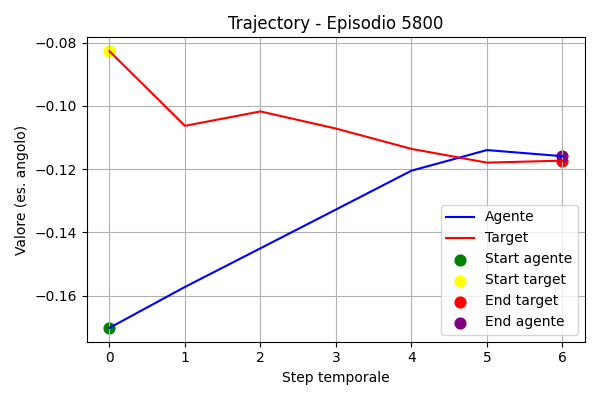 Trajectory - Episodio 5800
Valore (es. angolo)
−0.08
−0.10
−0.12
−0.14
−0.16
0 1 2 3 4 5 6
Step temporale
Agente
Target
Start agente
Start target
End target
End agente